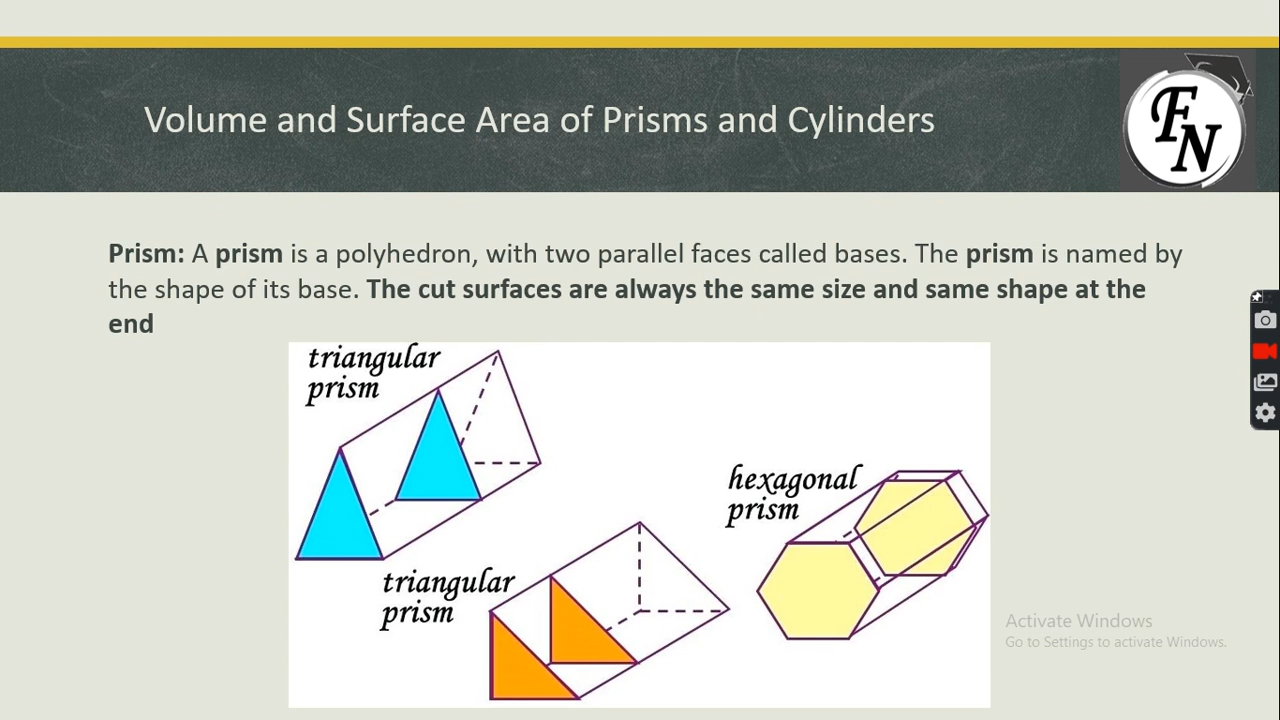 Volume and Surface Area of Prisms and Cylinders
F
N
Prism: A prism is a polyhedron, with two parallel faces called bases. The prism is named by
the shape of its base. The cut surfaces are always the same size and same shape at the
end
triangular
prism
hexagonal
prism
triangular
prism
Activate Windows
Go to Settings to activate Windows.